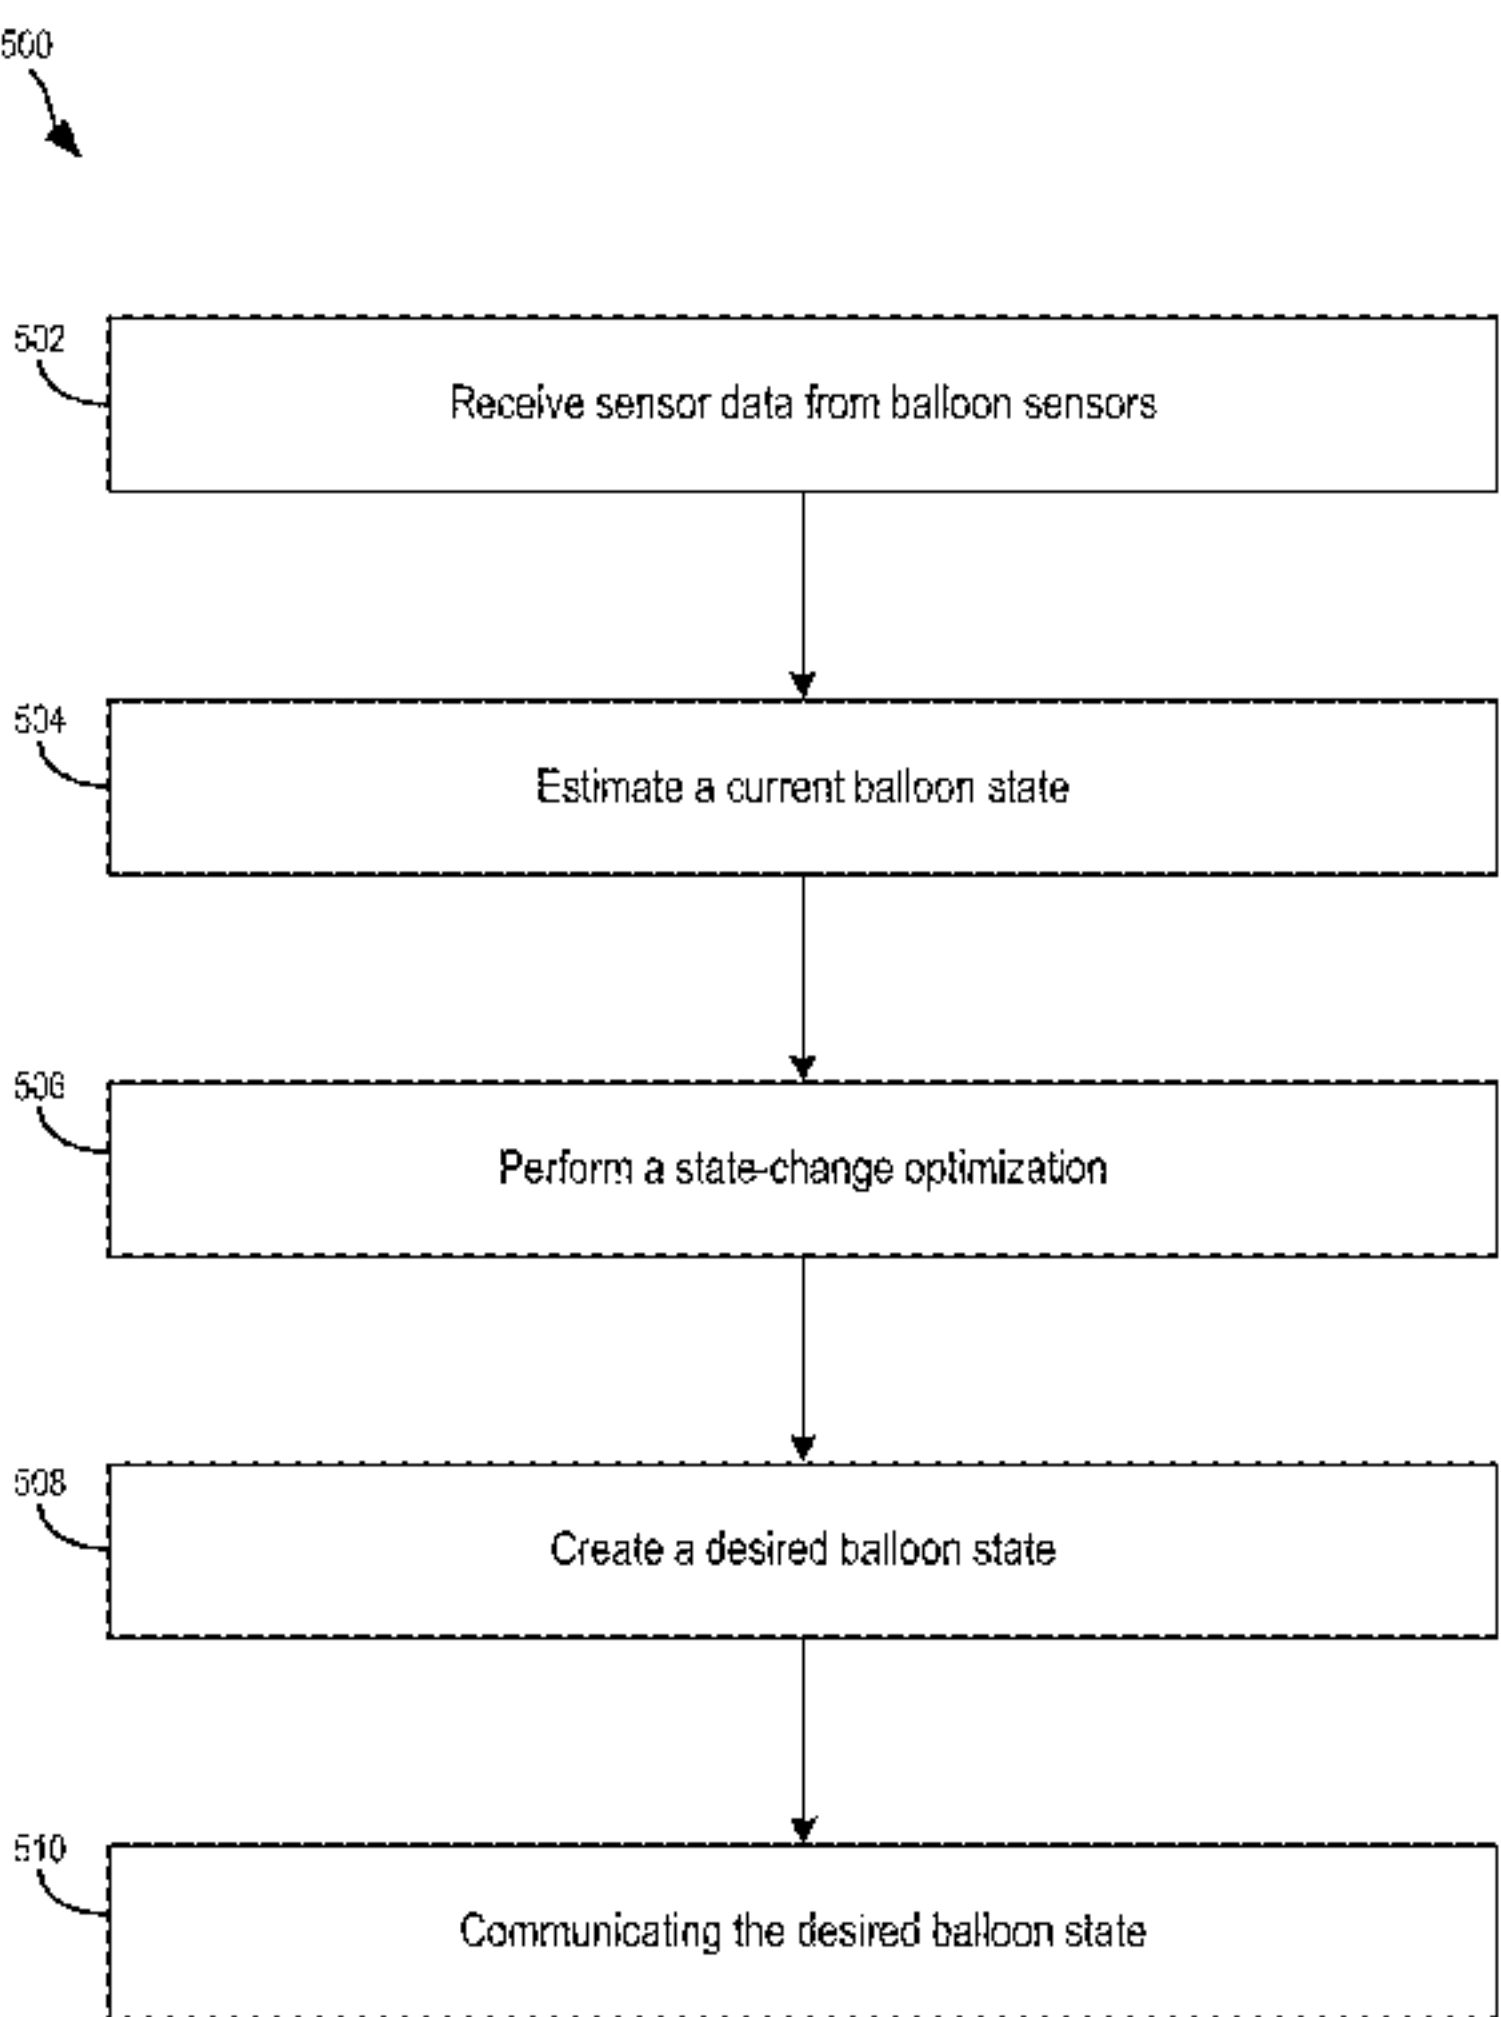 500
502
Receive sensor data from balloon sensors
504
Estimate a current balloon state
506
Perform a state-change optimization
508
Create a desired balloon state
510
Communicating the desired balloon state